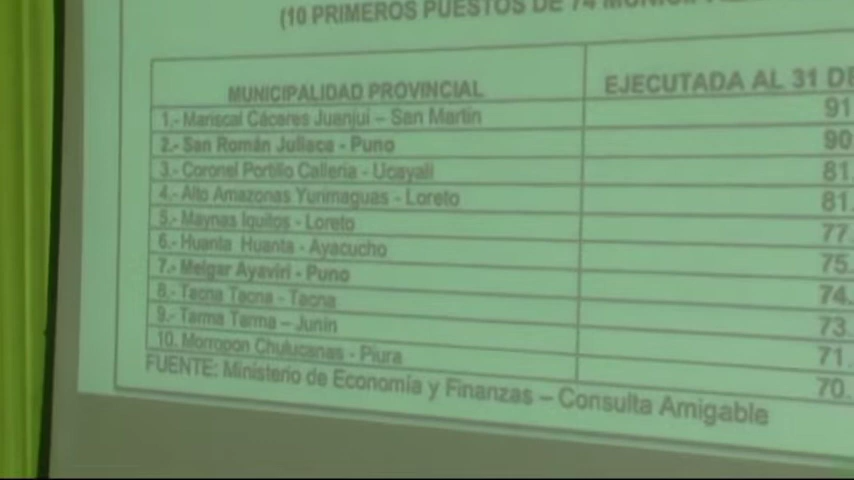 (10 PRIMEROS PUESTOS DE 74
MUNICIPALIDAD PROVINCIAL EJECUTADA AL 31 DE
1.- Mariscal Cáceres Juanjui – San Martin 91
2.- San Román Juliaca - Puno 90
3.- Coronel Portillo Calleria - Ucayali 81.
4.- Alto Amazonas Yurimaguas - Loreto 81.
5.- Maynas Iquitos - Loreto 77.
6.- Huanta Huanta - Ayacucho 75.
7.- Melgar Ayaviri - Puno 74.
8.- Tacna Tacna - Tacna 73.
9.- Tarma Tarma – Junín 71.
10. Morropon Chulucanas - Piura 70.
FUENTE: Ministerio de Economía y Finanzas – Consulta Amigable